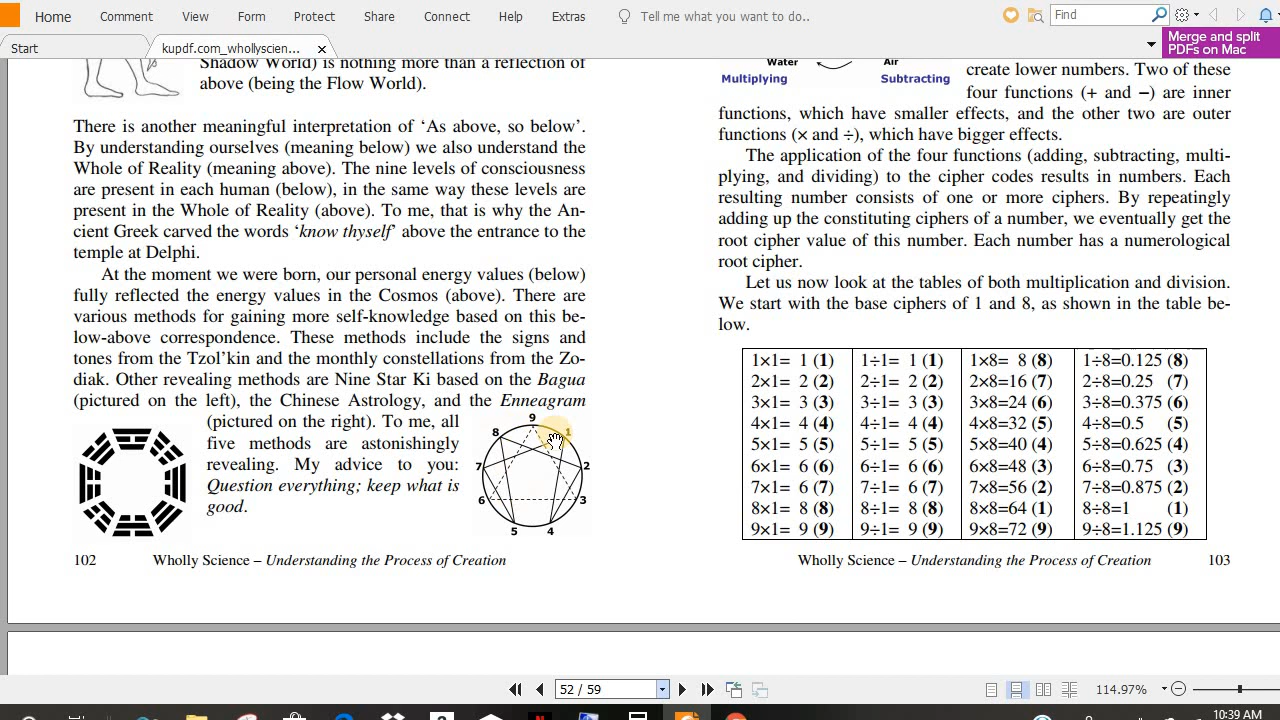 Home Comment View Form Protect Share Connect Help Extras Tell me what you want to do.. Find
Start kupdf.com_whollyscien... × Merge and split
PDFs on Mac
Shadow World) is nothing more than a reflection of
above (being the Flow World).
There is another meaningful interpretation of ‘As above, so below’.
By understanding ourselves (meaning below) we also understand the
Whole of Reality (meaning above). The nine levels of consciousness
are present in each human (below), in the same way these levels are
present in the Whole of Reality (above). To me, that is why the An-
cient Greek carved the words ‘know thyself’ above the entrance to the
temple at Delphi.
At the moment we were born, our personal energy values (below)
fully reflected the energy values in the Cosmos (above). There are
various methods for gaining more self-knowledge based on this be-
low-above correspondence. These methods include the signs and
tones from the Tzol’kin and the monthly constellations from the Zo-
diak. Other revealing methods are Nine Star Ki based on the Bagua
(pictured on the left), the Chinese Astrology, and the Enneagram
(pictured on the right). To me, all
five methods are astonishingly
revealing. My advice to you:
Question everything; keep what is
good.
9
8 1
7 2
6 3
5 4
102 Wholly Science – Understanding the Process of Creation
Water Air
Multiplying Subtracting
create lower numbers. Two of these
four functions (+ and −) are inner
functions, which have smaller effects, and the other two are outer
functions (× and ÷), which have bigger effects.
The application of the four functions (adding, subtracting, multi-
plying, and dividing) to the cipher codes results in numbers. Each
resulting number consists of one or more ciphers. By repeatingly
adding up the constituting ciphers of a number, we eventually get the
root cipher value of this number. Each number has a numerological
root cipher.
Let us now look at the tables of both multiplication and division.
We start with the base ciphers of 1 and 8, as shown in the table be-
low.
1×1= 1 (1) 1÷1= 1 (1) 1×8= 8 (8) 1÷8=0.125 (8)
2×1= 2 (2) 2÷1= 2 (2) 2×8=16 (7) 2÷8=0.25 (7)
3×1= 3 (3) 3÷1= 3 (3) 3×8=24 (6) 3÷8=0.375 (6)
4×1= 4 (4) 4÷1= 4 (4) 4×8=32 (5) 4÷8=0.5 (5)
5×1= 5 (5) 5÷1= 5 (5) 5×8=40 (4) 5÷8=0.625 (4)
6×1= 6 (6) 6÷1= 6 (6) 6×8=48 (3) 6÷8=0.75 (3)
7×1= 6 (7) 7÷1= 6 (7) 7×8=56 (2) 7÷8=0.875 (2)
8×1= 8 (8) 8÷1= 8 (8) 8×8=64 (1) 8÷8=1 (1)
9×1= 9 (9) 9÷1= 9 (9) 9×8=72 (9) 9÷8=1.125 (9)
Wholly Science – Understanding the Process of Creation 103
52 / 59 114.97%
10:39 AM